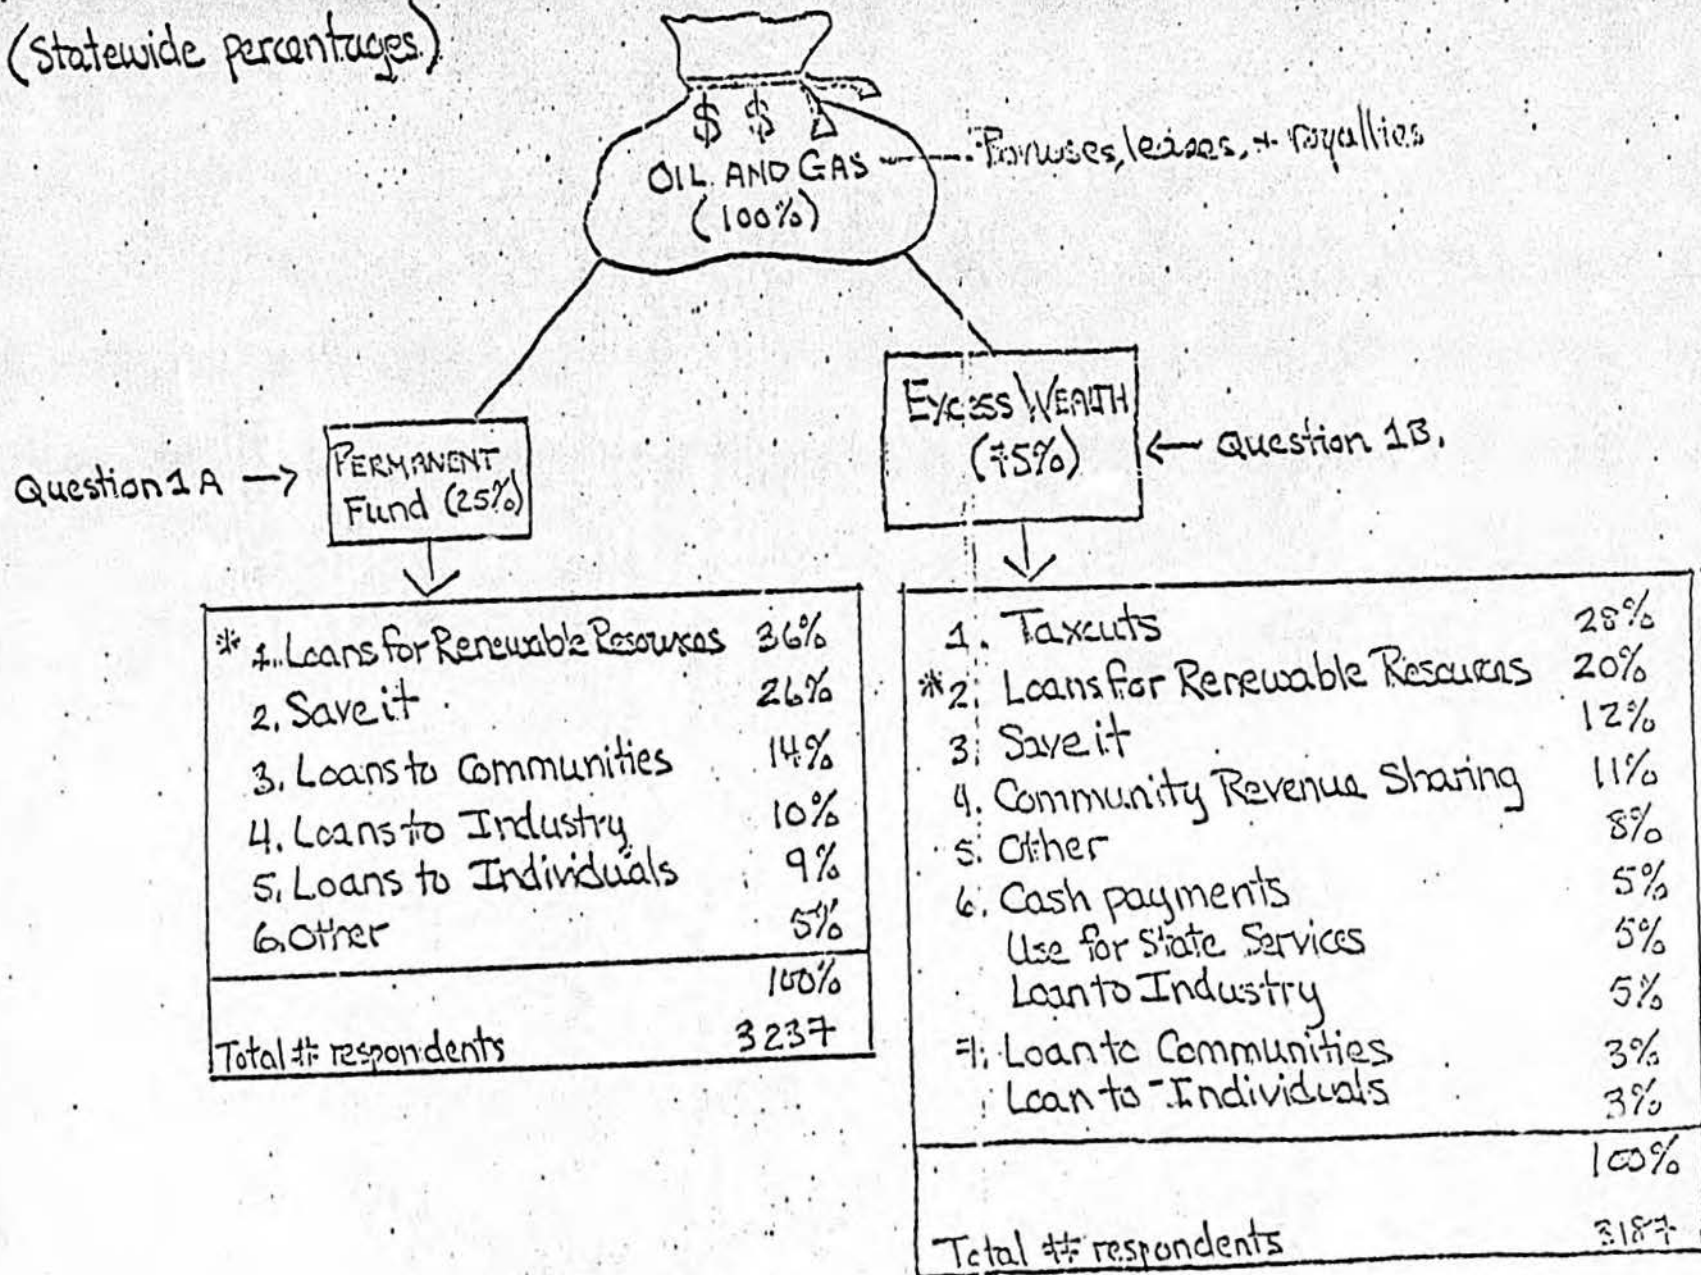 (Statewide percentages)
$ $
OIL AND GAS
(100%)
Bonuses, leases, + royallies
Question 1A →
PERMANENT
Fund (25%)
EXCESS WEALTH
(75%)
← Question 1B.
* 1. Loans for Renewable Resources 36%
2. Save it 26%
3. Loans to Communities 14%
4. Loans to Industry 10%
5. Loans to Individuals 9%
6. Other 5%
100%
Total # respondents 3237
1. Taxcuts 28%
*2. Loans for Renewable Resources 20%
3. Save it 12%
4. Community Revenue Sharing 11%
5. Other 8%
6. Cash payments 5%
Use for State Services 5%
Loan to Industry 5%
7. Loan to Communities 3%
Loan to Individuals 3%
100%
Total # respondents 3187